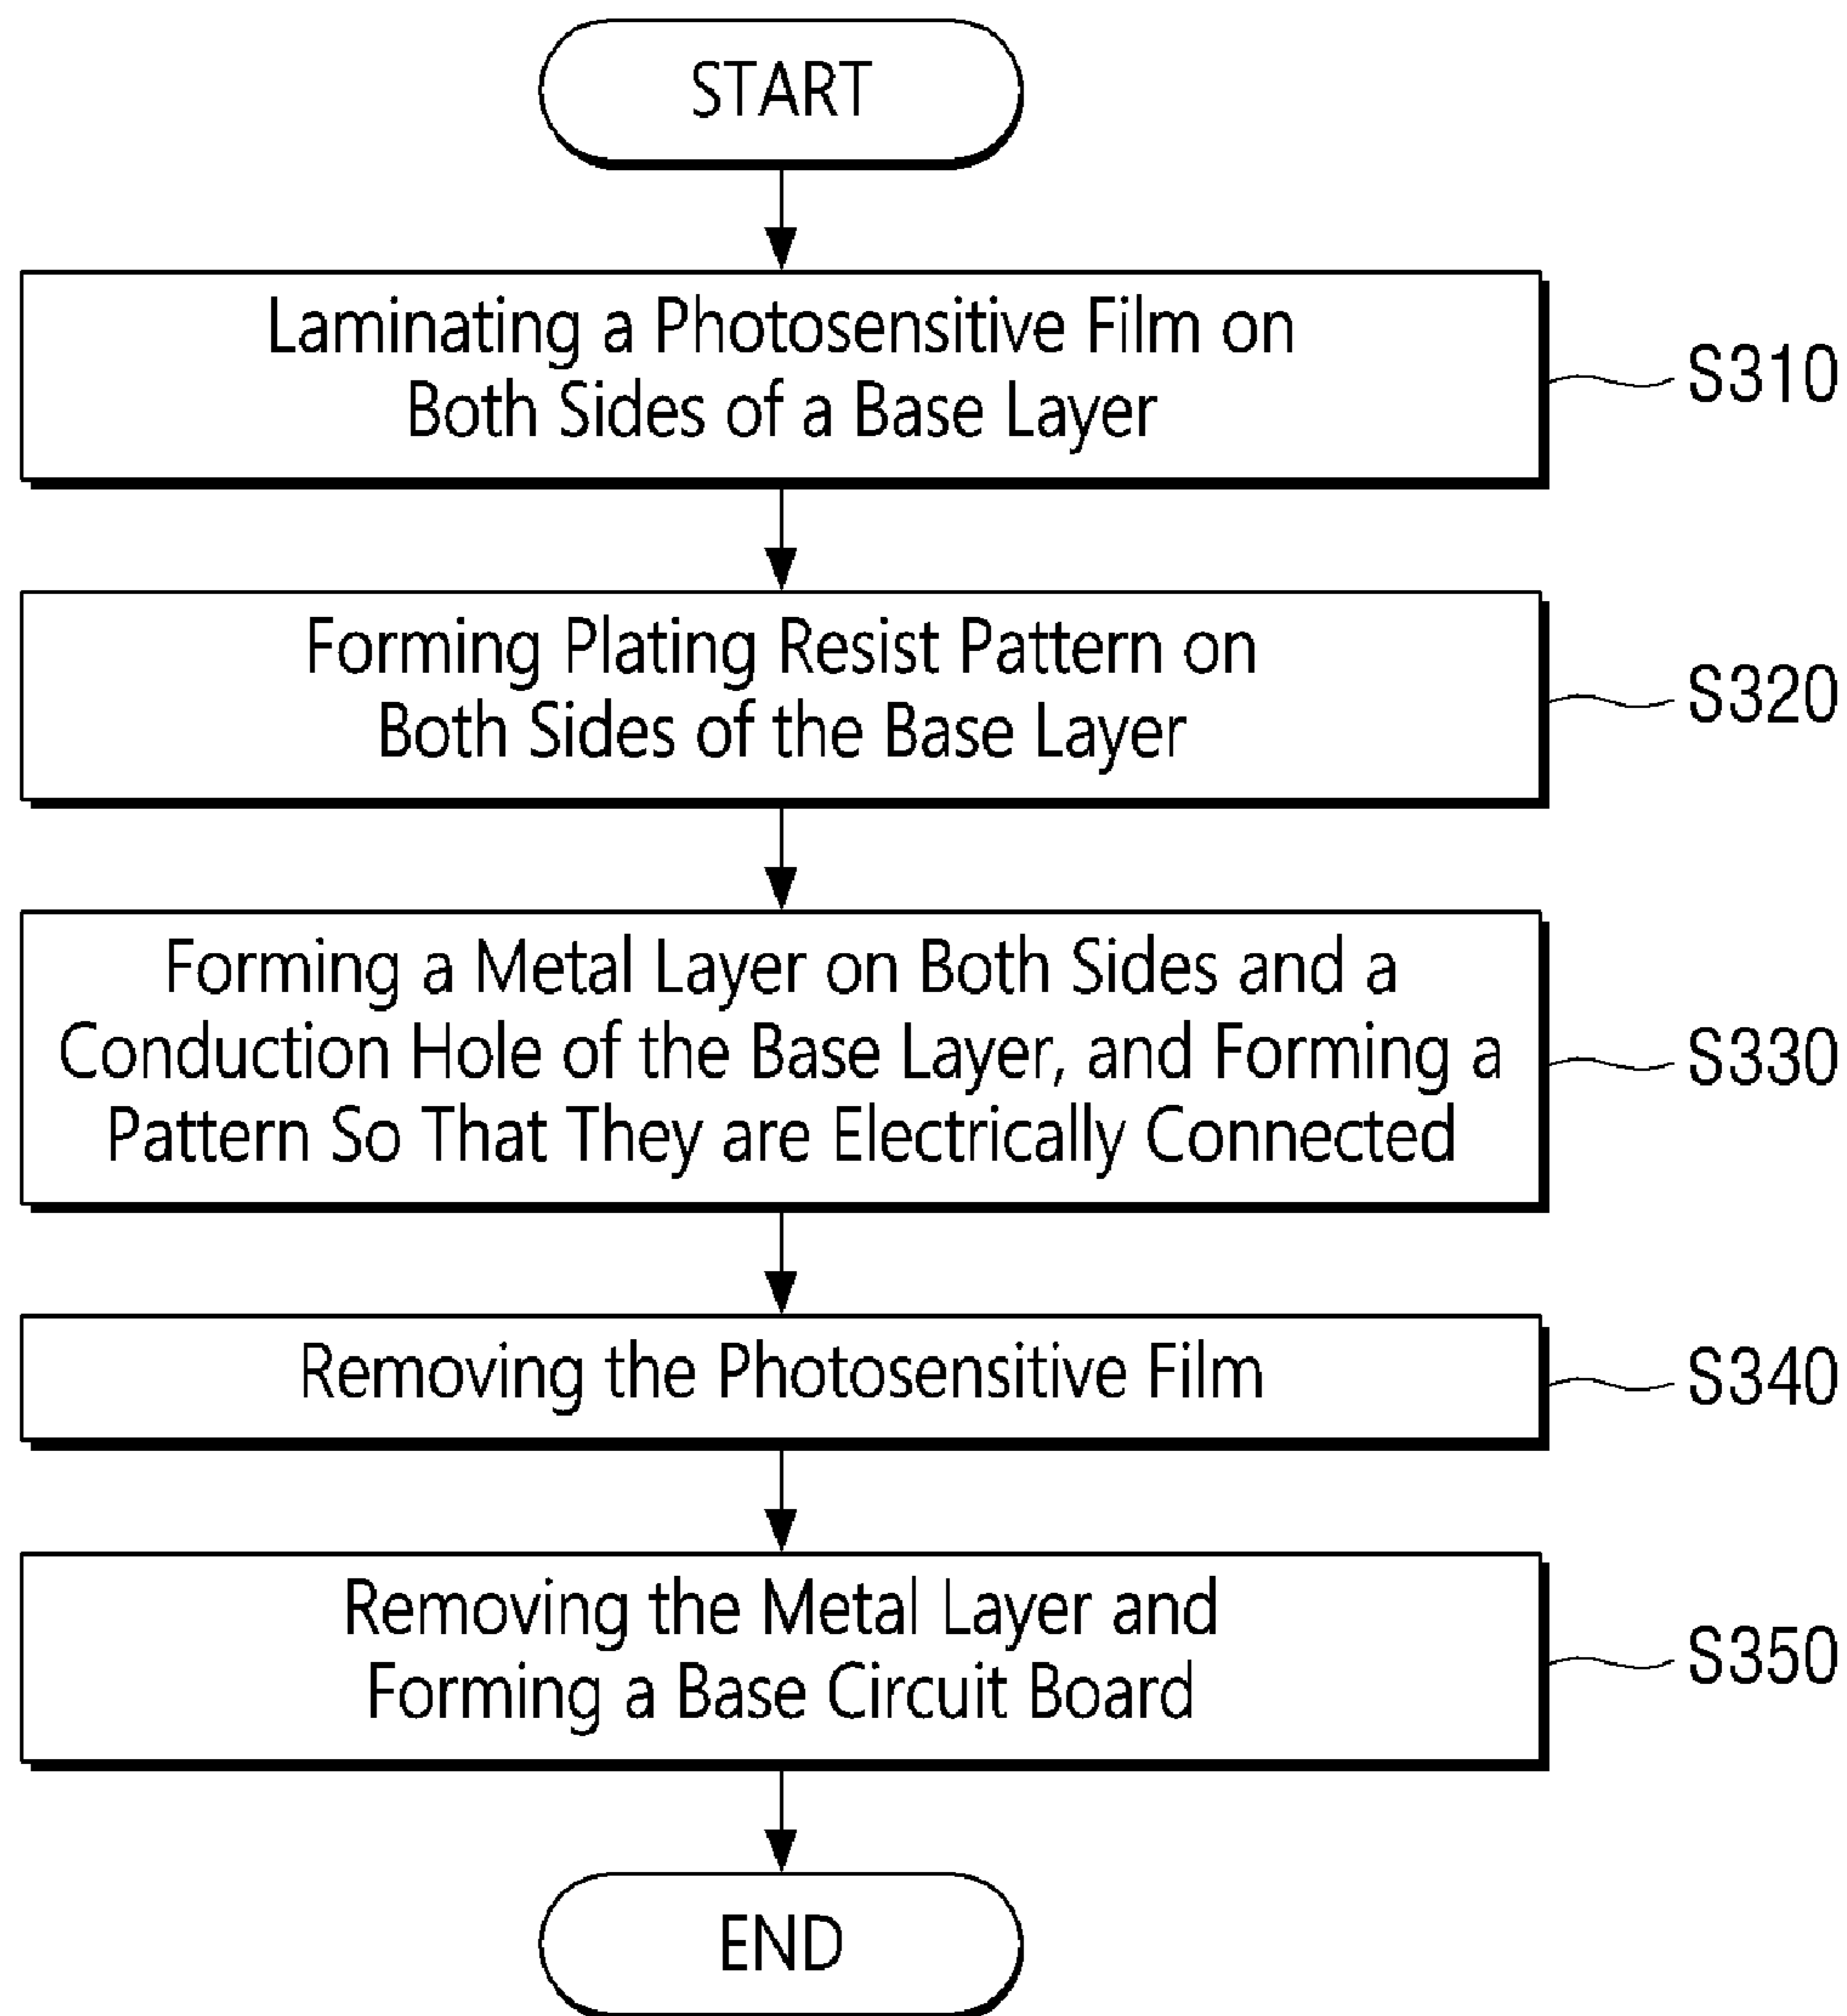 START
Laminating a Photosensitive Film on
Both Sides of a Base Layer
S310
Forming Plating Resist Pattern on
Both Sides of the Base Layer
S320
Forming a Metal Layer on Both Sides and a
Conduction Hole of the Base Layer, and Forming a
Pattern So That They are Electrically Connected
S330
Removing the Photosensitive Film
S340
Removing the Metal Layer and
Forming a Base Circuit Board
S350
END